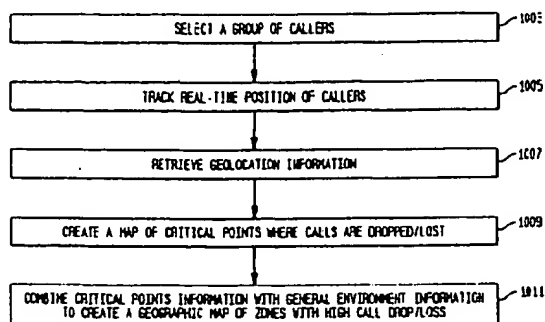 SELECT A GROUP OF CALLERS
1003
TRACK REAL-TIME POSITION OF CALLERS
1005
RETRIEVE GEOLOCATION INFORMATION
1007
CREATE A MAP OF CRITICAL POINTS WHERE CALLS ARE DROPPED/LOST
1009
COMBINE CRITICAL POINTS INFORMATION WITH GENERAL ENVIRONMENT INFORMATION
TO CREATE A GEOGRAPHIC MAP OF ZONES WITH HIGH CALL DROP/LOSS
1011